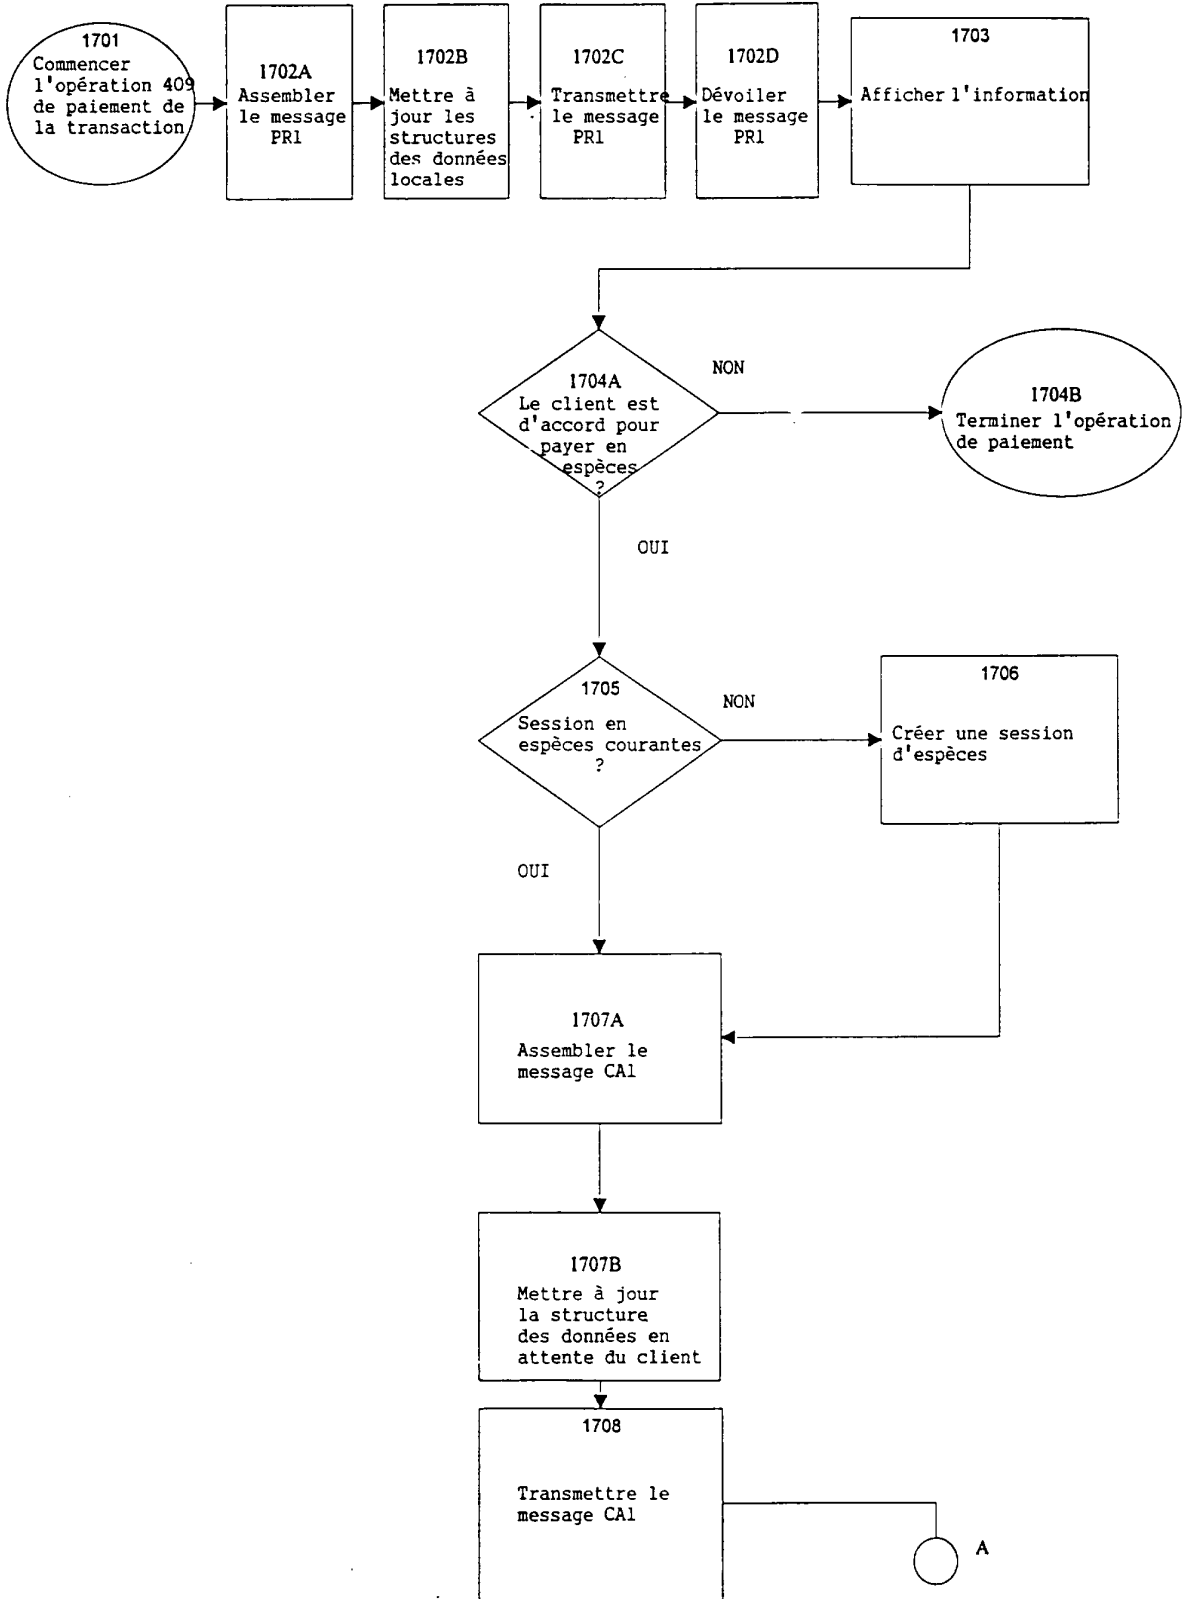 1701
Commencer
l'opération 409
de paiement de
la transaction
1702A
Assembler
le message
PR1
1702B
Mettre à
jour les
structures
des données
locales
1702C
Transmettre
le message
PR1
1702D
Dévoiler
le message
PR1
1703
Afficher l'information
1704A
Le client est
d'accord pour
payer en
espèces
?
NON
1704B
Terminer l'opération
de paiement
OUI
1705
Session en
espèces courantes
?
NON
1706
Créer une session
d'espèces
OUI
1707A
Assembler le
message CA1
1707B
Mettre à jour
la structure
des données en
attente du client
1708
Transmettre le
message CA1
A